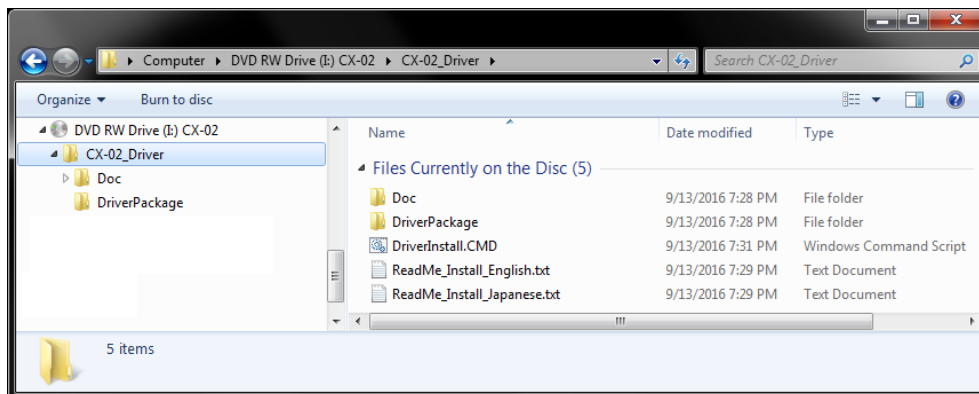 Computer ▸ DVD RW Drive (I:) CX-02 ▸ CX-02_Driver ▸
Search CX-02_Driver
Organize Burn to disc
DVD RW Drive (I:) CX-02
CX-02_Driver
Doc
DriverPackage
Name Date modified Type
Files Currently on the Disc (5)
Doc 9/13/2016 7:28 PM File folder
DriverPackage 9/13/2016 7:28 PM File folder
DriverInstall.CMD 9/13/2016 7:31 PM Windows Command Script
ReadMe_Install_English.txt 9/13/2016 7:29 PM Text Document
ReadMe_Install_Japanese.txt 9/13/2016 7:29 PM Text Document
5 items